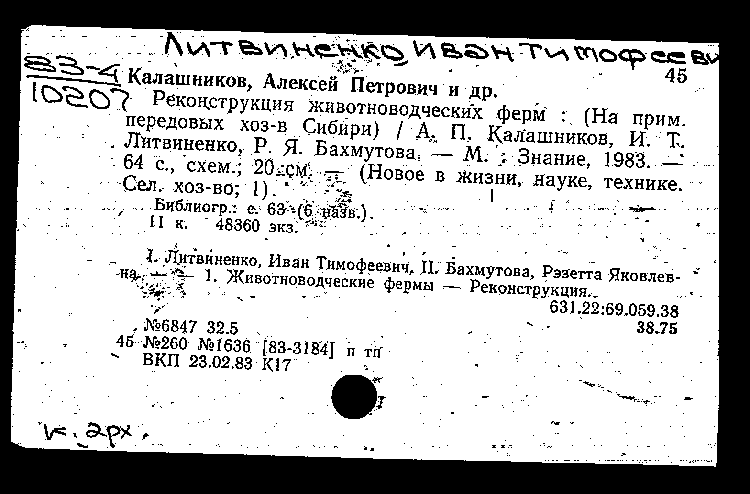 Литвиненко Иван Тимофееви
83-4
10207
45
Калашников, Алексей Петрович и др.
Реконструкция животноводческих ферм : (На прим.
передовых хоз-в Сибири) / А. П. Калашников, И. Т.
Литвиненко, Р. Я. Бахмутова. — М. : Знание, 1983. —
64 с., схем.; 20 см. — (Новое в жизни, науке, технике.
Сел. хоз-во; 1).
Библиогр.: с. 63 (6 назв.).
11 к. 48360 экз.
I. Литвиненко, Иван Тимофеевич, II. Бахмутова, Рэзетта Яковлев-
на. — — 1. Животноводческие фермы — Реконструкция.
631.22:69.059.38
38.75
№6847 32.5
45 №260 №1636 [83-3184] п тп
ВКП 23.02.83 К17
к. арх.